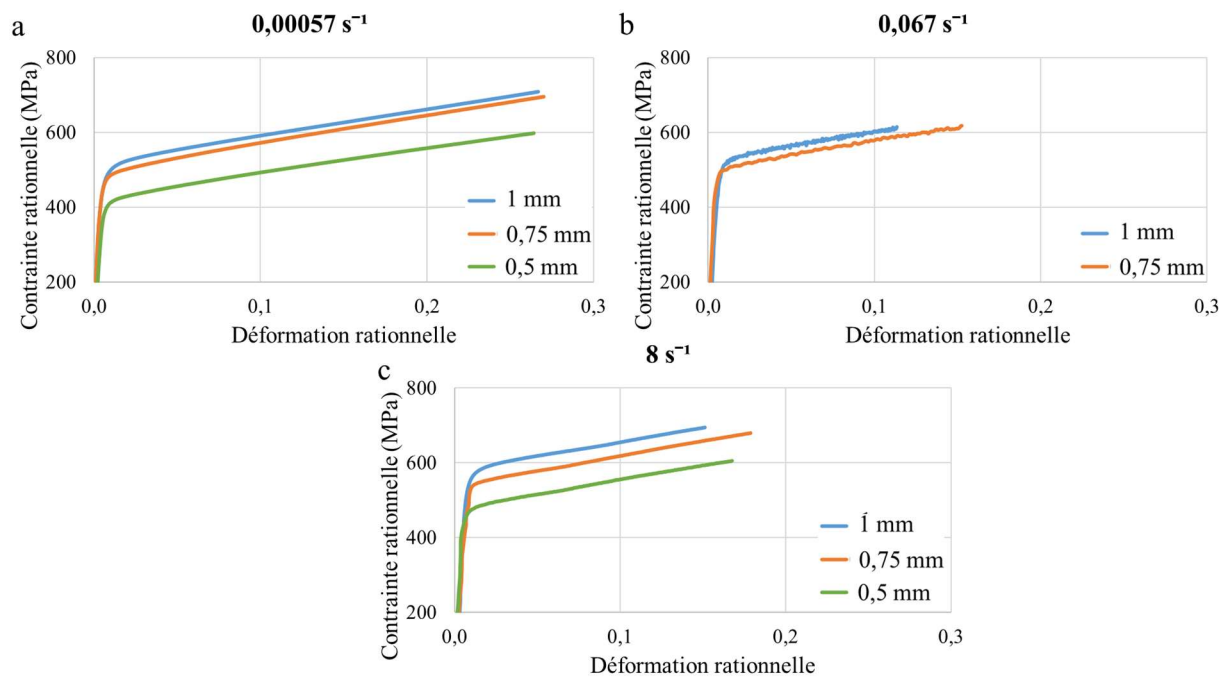 a
0,00057 s⁻¹
Contrainte rationnelle (MPa)
800
600
400
200
1 mm
0,75 mm
0,5 mm
0,0
0,1
0,2
0,3
Déformation rationnelle
b
0,067 s⁻¹
Contrainte rationnelle (MPa)
800
600
400
200
1 mm
0,75 mm
0,0
0,1
0,2
0,3
Déformation rationnelle
c
8 s⁻¹
Contrainte rationnelle (MPa)
800
600
400
200
1 mm
0,75 mm
0,5 mm
0,0
0,1
0,2
0,3
Déformation rationnelle